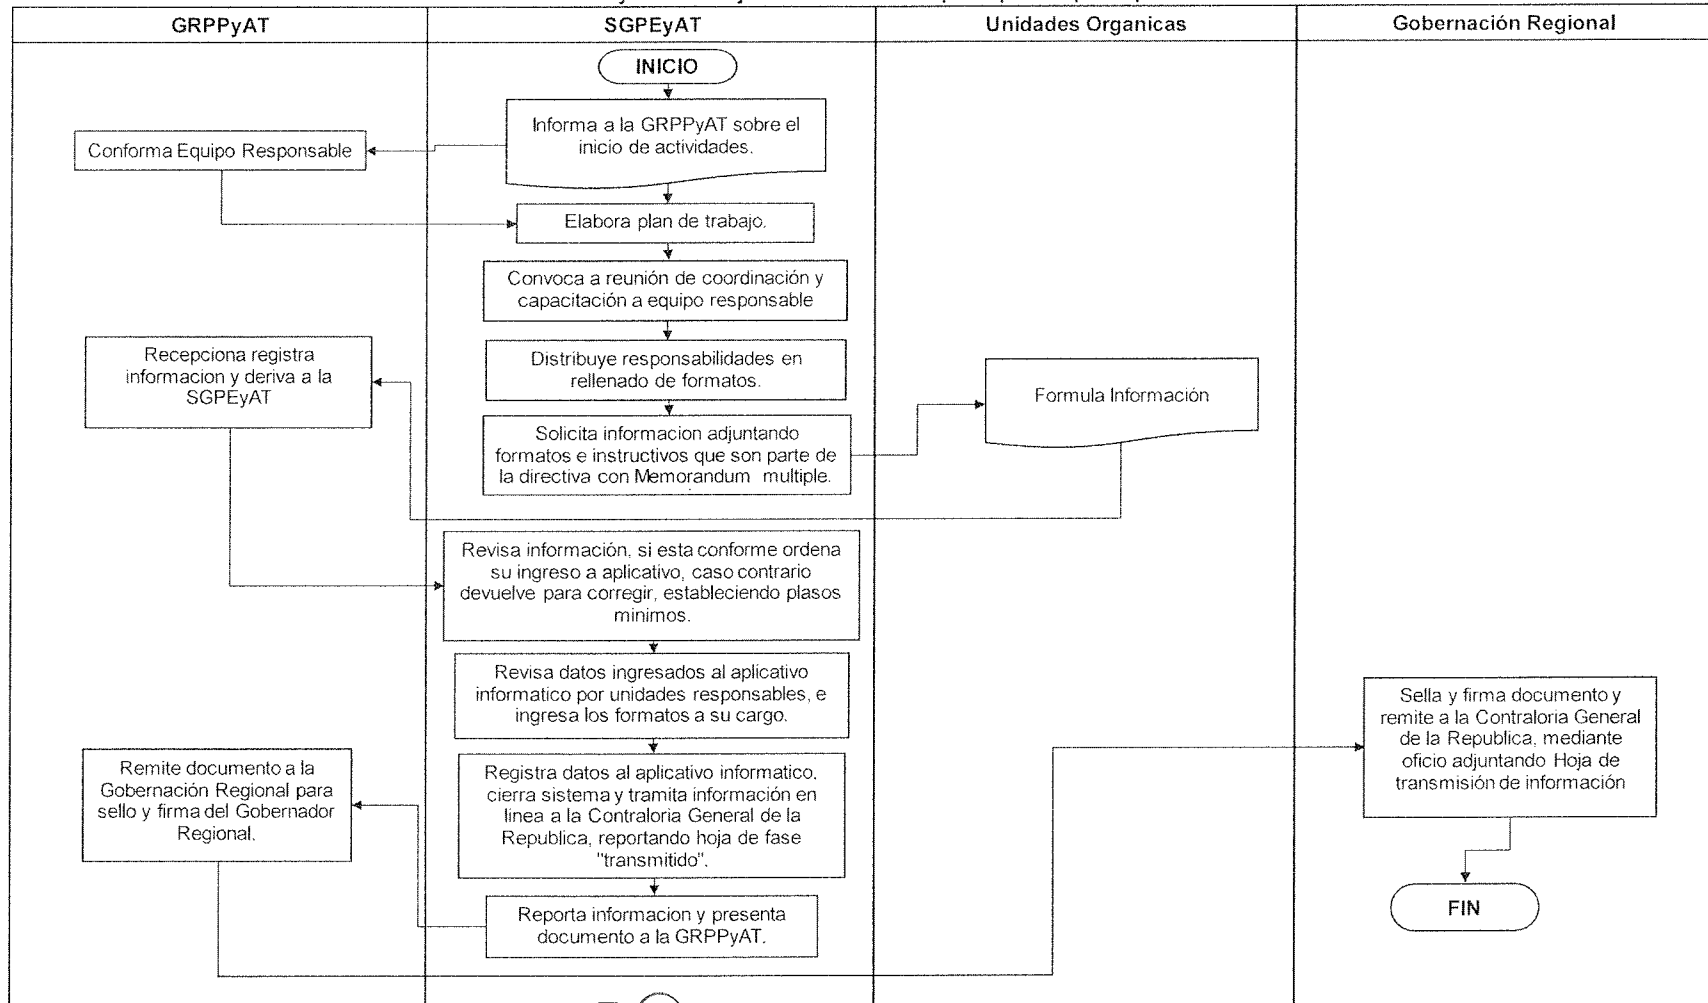 GRPPyAT
SGPEyAT
Unidades Organicas
Gobernación Regional
INICIO
Informa a la GRPPyAT sobre el
inicio de actividades.
Conforma Equipo Responsable
Elabora plan de trabajo.
Convoca a reunión de coordinación y
capacitación a equipo responsable
Recepciona registra
informacion y deriva a la
SGPEyAT
Distribuye responsabilidades en
rellenado de formatos.
Formula Información
Solicita informacion adjuntando
formatos e instructivos que son parte de
la directiva con Memorandum multiple.
Revisa información, si esta conforme ordena
su ingreso a aplicativo, caso contrario
devuelve para corregir, estableciendo plasos
minimos.
Revisa datos ingresados al aplicativo
informatico por unidades responsables, e
ingresa los formatos a su cargo.
Sella y firma documento y
remite a la Contraloria General
de la Republica, mediante
oficio adjuntando Hoja de
transmisión de información
Remite documento a la
Gobernación Regional para
sello y firma del Gobernador
Regional.
Registra datos al aplicativo informatico,
cierra sistema y tramita información en
linea a la Contraloria General de la
Republica, reportando hoja de fase
"transmitido".
Reporta informacion y presenta
documento a la GRPPyAT.
FIN